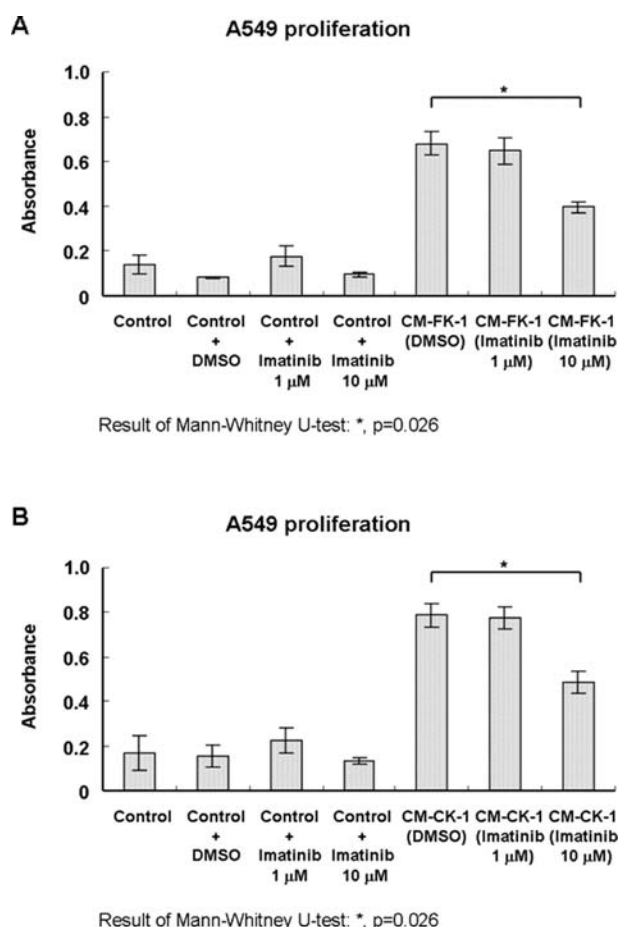 A
A549 proliferation
1.0
0.8
0.6
0.4
0.2
0
Absorbance
*
Control
Control
+
DMSO
Control
+
Imatinib
1 µM
Control
+
Imatinib
10 µM
CM-FK-1
(DMSO)
CM-FK-1
(Imatinib
1 µM)
CM-FK-1
(Imatinib
10 µM)
Result of Mann-Whitney U-test: *, p=0.026
B
A549 proliferation
1.0
0.8
0.6
0.4
0.2
0
Absorbance
*
Control
Control
+
DMSO
Control
+
Imatinib
1 µM
Control
+
Imatinib
10 µM
CM-CK-1
(DMSO)
CM-CK-1
(Imatinib
1 µM)
CM-CK-1
(Imatinib
10 µM)
Result of Mann-Whitney U-test: *, p=0.026